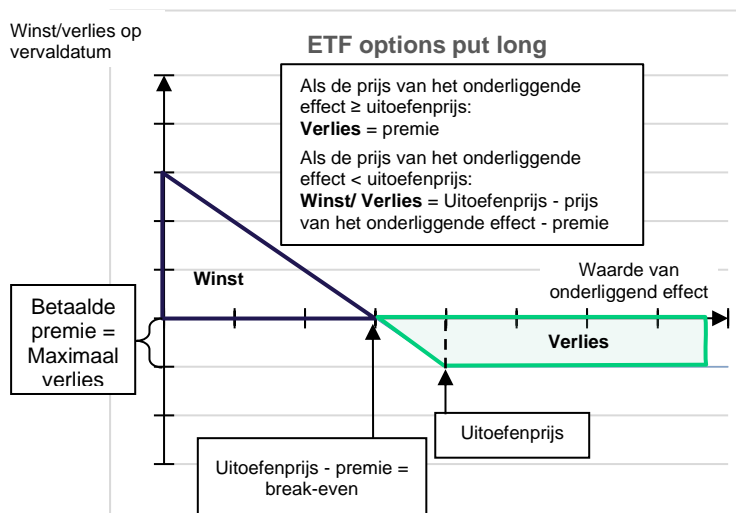 Winst/verlies op
vervaldatum
ETF options put long
Als de prijs van het onderliggende
effect ≥ uitoefenprijs:
Verlies = premie
Als de prijs van het onderliggende
effect < uitoefenprijs:
Winst/ Verlies = Uitoefenprijs - prijs
van het onderliggende effect - premie
Winst
Waarde van
onderliggend effect
Betaalde
premie =
Maximaal
verlies
Verlies
Uitoefenprijs
Uitoefenprijs - premie =
break-even